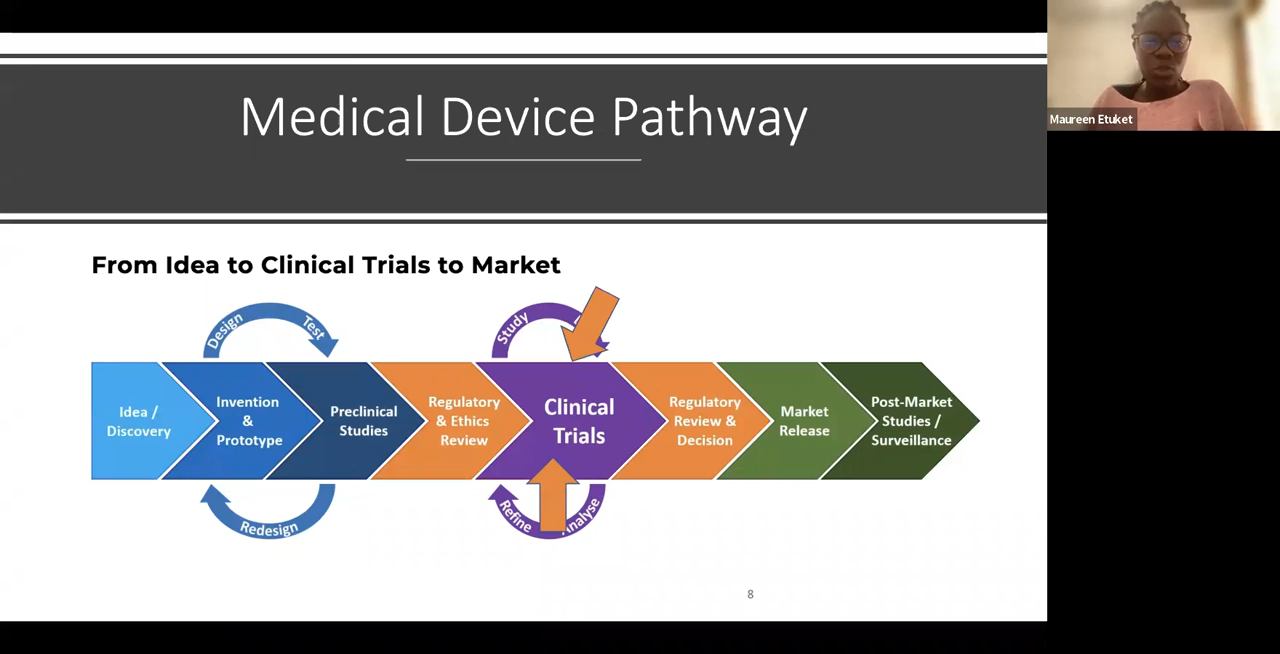 Medical Device Pathway
Maureen Etuket
From Idea to Clinical Trials to Market
Design
Test
Study
Idea /
Discovery
Invention
&
Prototype
Preclinical
Studies
Regulatory
& Ethics
Review
Clinical
Trials
Regulatory
Review &
Decision
Market
Release
Post-Market
Studies /
Surveillance
Redesign
Refine
Analyse
8